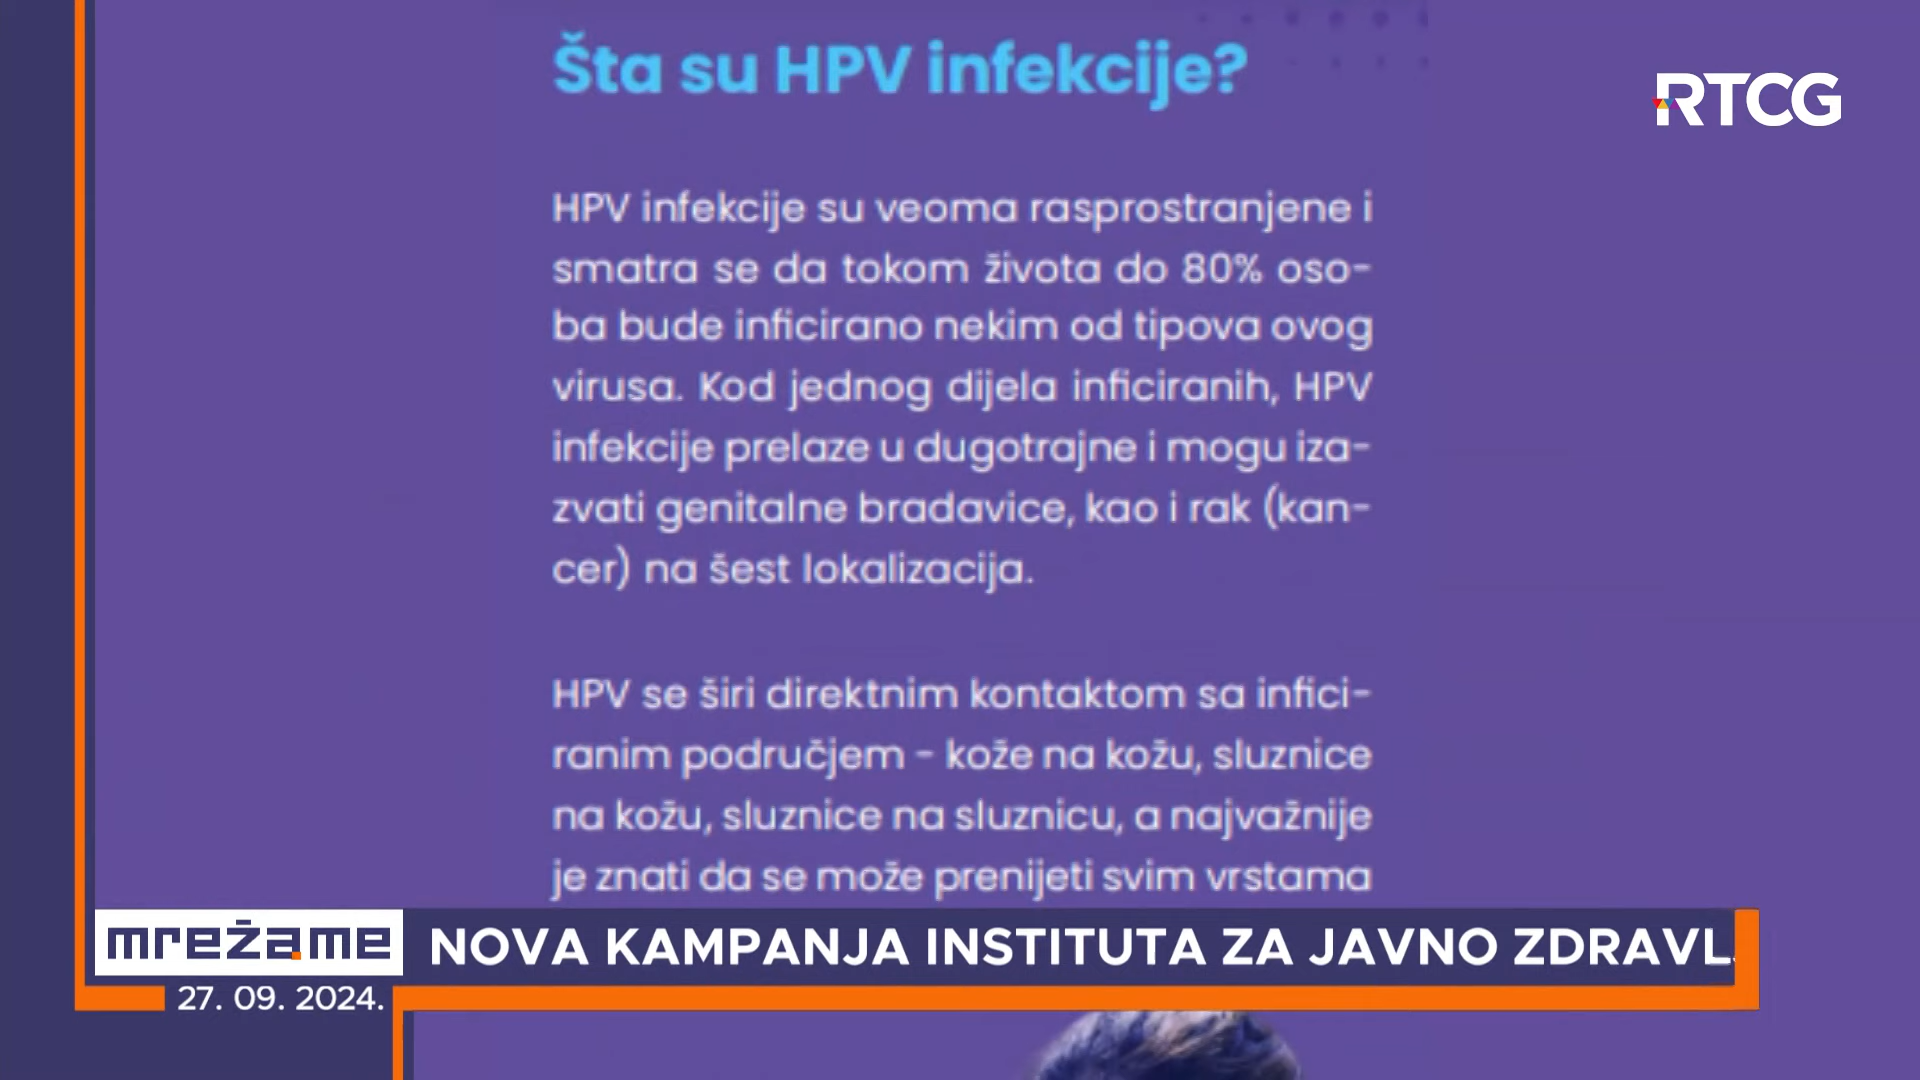 Šta su HPV infekcije?
RTCG
HPV infekcije su veoma rasprostranjene i
smatra se da tokom života do 80% oso-
ba bude inficirano nekim od tipova ovog
virusa. Kod jednog dijela inficiranih, HPV
infekcije prelaze u dugotrajne i mogu iza-
zvati genitalne bradavice, kao i rak (kan-
cer) na šest lokalizacija.
HPV se širi direktnim kontaktom sa infici-
ranim područjem - kože na kožu, sluznice
na kožu, sluznice na sluznicu, a najvažnije
je znati da se može prenijeti svim vrstama
mrežame
NOVA KAMPANJA INSTITUTA ZA JAVNO ZDRAVL
27. 09. 2024.